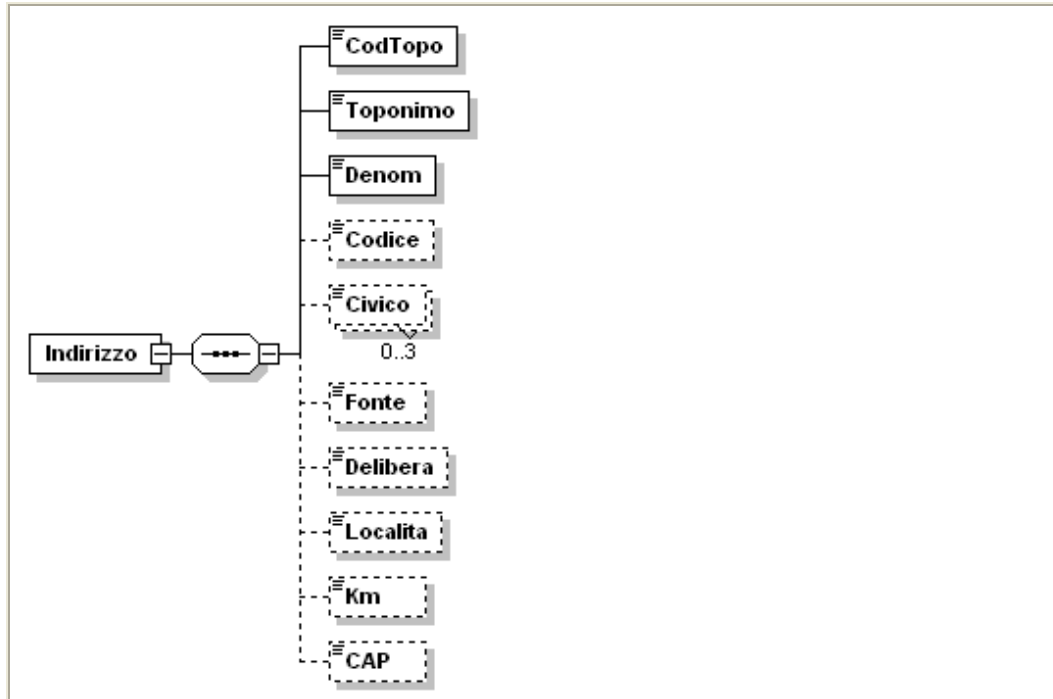 CodTopo
Toponimo
Denom
Codice
Civico
0..3
Indirizzo
Fonte
Delibera
Localita
Km
CAP